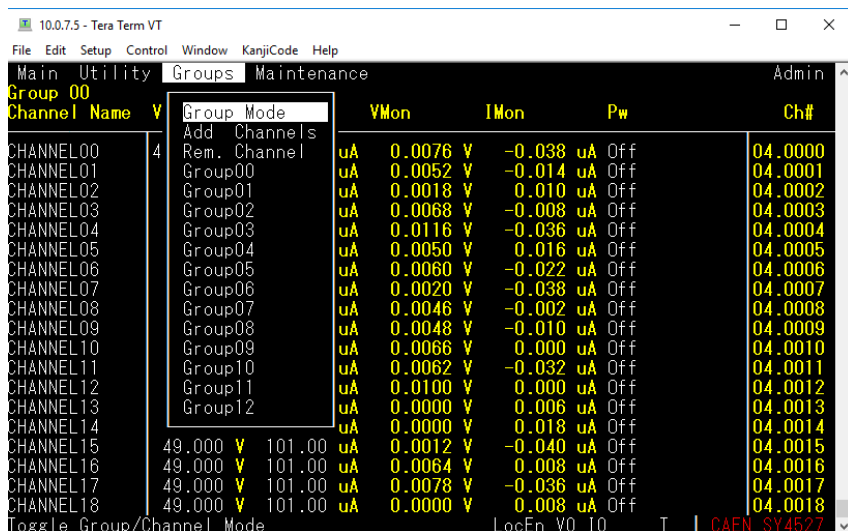 10.0.7.5 - Tera Term VT
File Edit Setup Control Window KanjiCode Help
Main Utility Groups Maintenance Admin
Group 00
Channel Name V Group Mode VMon IMon Pw Ch#
Add Channels
CHANNEL00 4 Rem. Channel uA 0.0076 V -0.038 uA Off 04.0000
CHANNEL01 Group00 uA 0.0052 V -0.014 uA Off 04.0001
CHANNEL02 Group01 uA 0.0018 V 0.010 uA Off 04.0002
CHANNEL03 Group02 uA 0.0068 V -0.008 uA Off 04.0003
CHANNEL04 Group03 uA 0.0116 V -0.036 uA Off 04.0004
CHANNEL05 Group04 uA 0.0050 V 0.016 uA Off 04.0005
CHANNEL06 Group05 uA 0.0060 V -0.022 uA Off 04.0006
CHANNEL07 Group06 uA 0.0020 V -0.038 uA Off 04.0007
CHANNEL08 Group07 uA 0.0046 V -0.002 uA Off 04.0008
CHANNEL09 Group08 uA 0.0048 V -0.010 uA Off 04.0009
CHANNEL10 Group09 uA 0.0066 V 0.000 uA Off 04.0010
CHANNEL11 Group10 uA 0.0062 V -0.032 uA Off 04.0011
CHANNEL12 Group11 uA 0.0100 V 0.000 uA Off 04.0012
CHANNEL13 Group12 uA 0.0000 V 0.006 uA Off 04.0013
CHANNEL14 uA 0.0000 V 0.018 uA Off 04.0014
CHANNEL15 49.000 V 101.00 uA 0.0012 V -0.040 uA Off 04.0015
CHANNEL16 49.000 V 101.00 uA 0.0064 V 0.008 uA Off 04.0016
CHANNEL17 49.000 V 101.00 uA 0.0078 V -0.036 uA Off 04.0017
CHANNEL18 49.000 V 101.00 uA 0.0000 V 0.008 uA Off 04.0018
Toggle Group/Channel Mode LocEn V0 I0 T CAEN SY4527